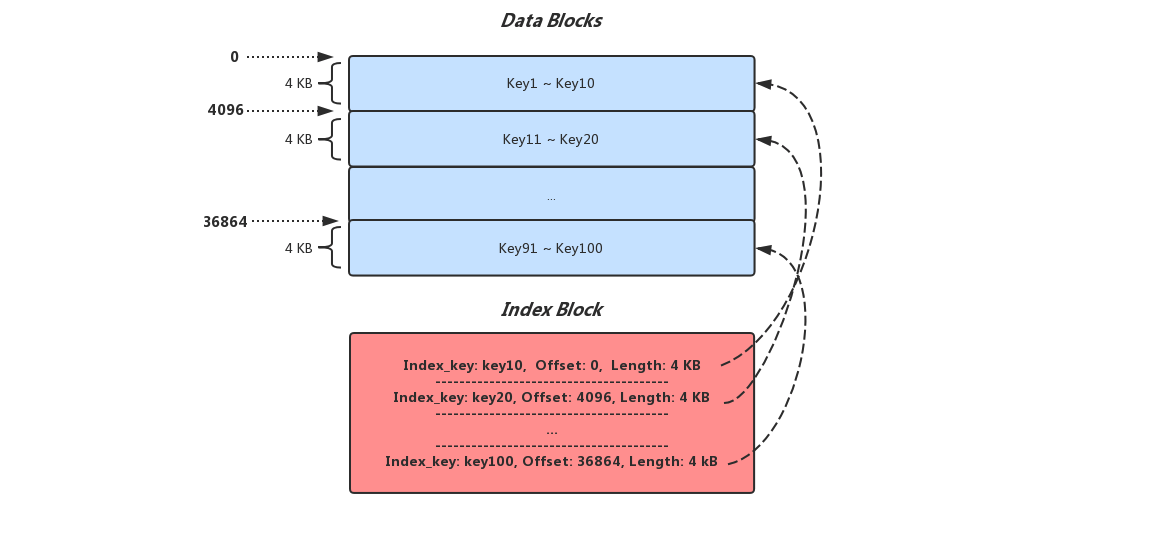 Data Blocks
0
4 KB
Key1 ~ Key10
4096
4 KB
Key11 ~ Key20
...
36864
4 KB
Key91 ~ Key100
Index Block
Index_key: key10, Offset: 0, Length: 4 KB
----------------------------------------
Index_key: key20, Offset: 4096, Length: 4 KB
----------------------------------------
...
----------------------------------------
Index_key: key100, Offset: 36864, Length: 4 kB